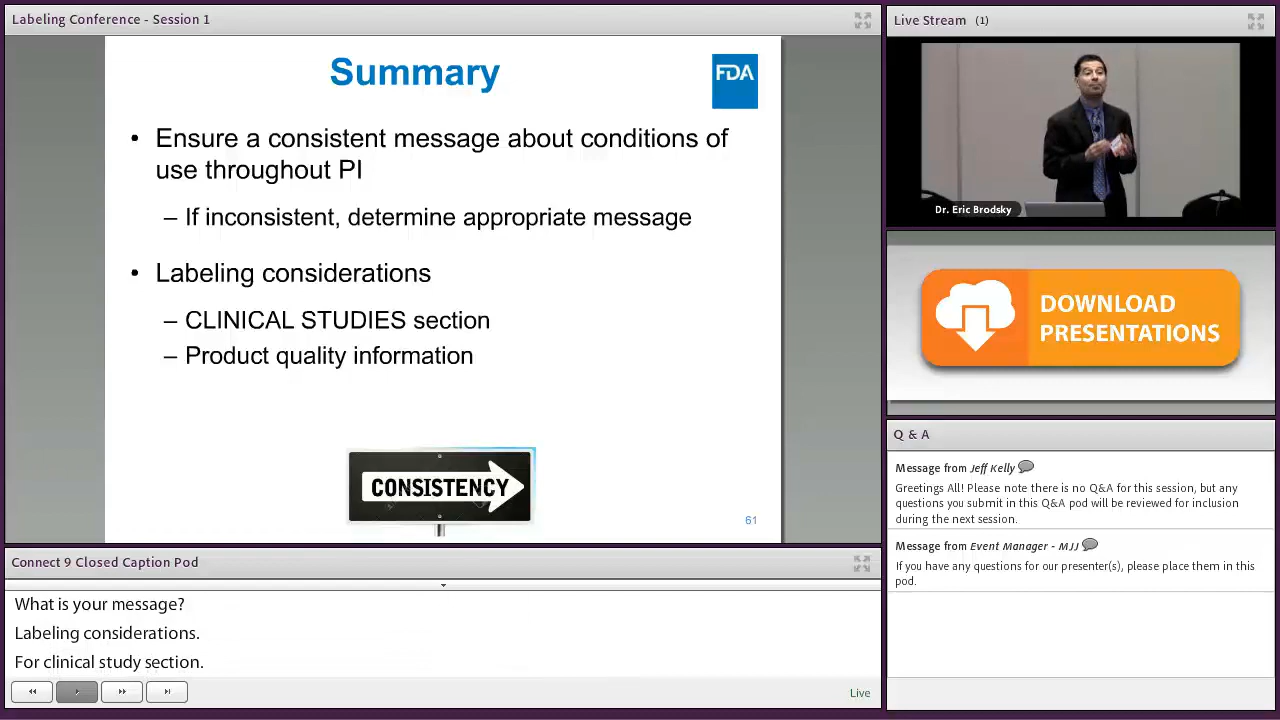 Labeling Conference - Session 1
Summary
FDA
• Ensure a consistent message about conditions of
use throughout PI
– If inconsistent, determine appropriate message
• Labeling considerations
– CLINICAL STUDIES section
– Product quality information
CONSISTENCY
61
Connect 9 Closed Caption Pod
What is your message?
Labeling considerations.
For clinical study section.
Live
Live Stream (1)
Dr. Eric Brodsky
DOWNLOAD
PRESENTATIONS
Q & A
Message from Jeff Kelly
Greetings All! Please note there is no Q&A for this session, but any
questions you submit in this Q&A pod will be reviewed for inclusion
during the next session.
Message from Event Manager - MJJ
If you have any questions for our presenter(s), please place them in this
pod.